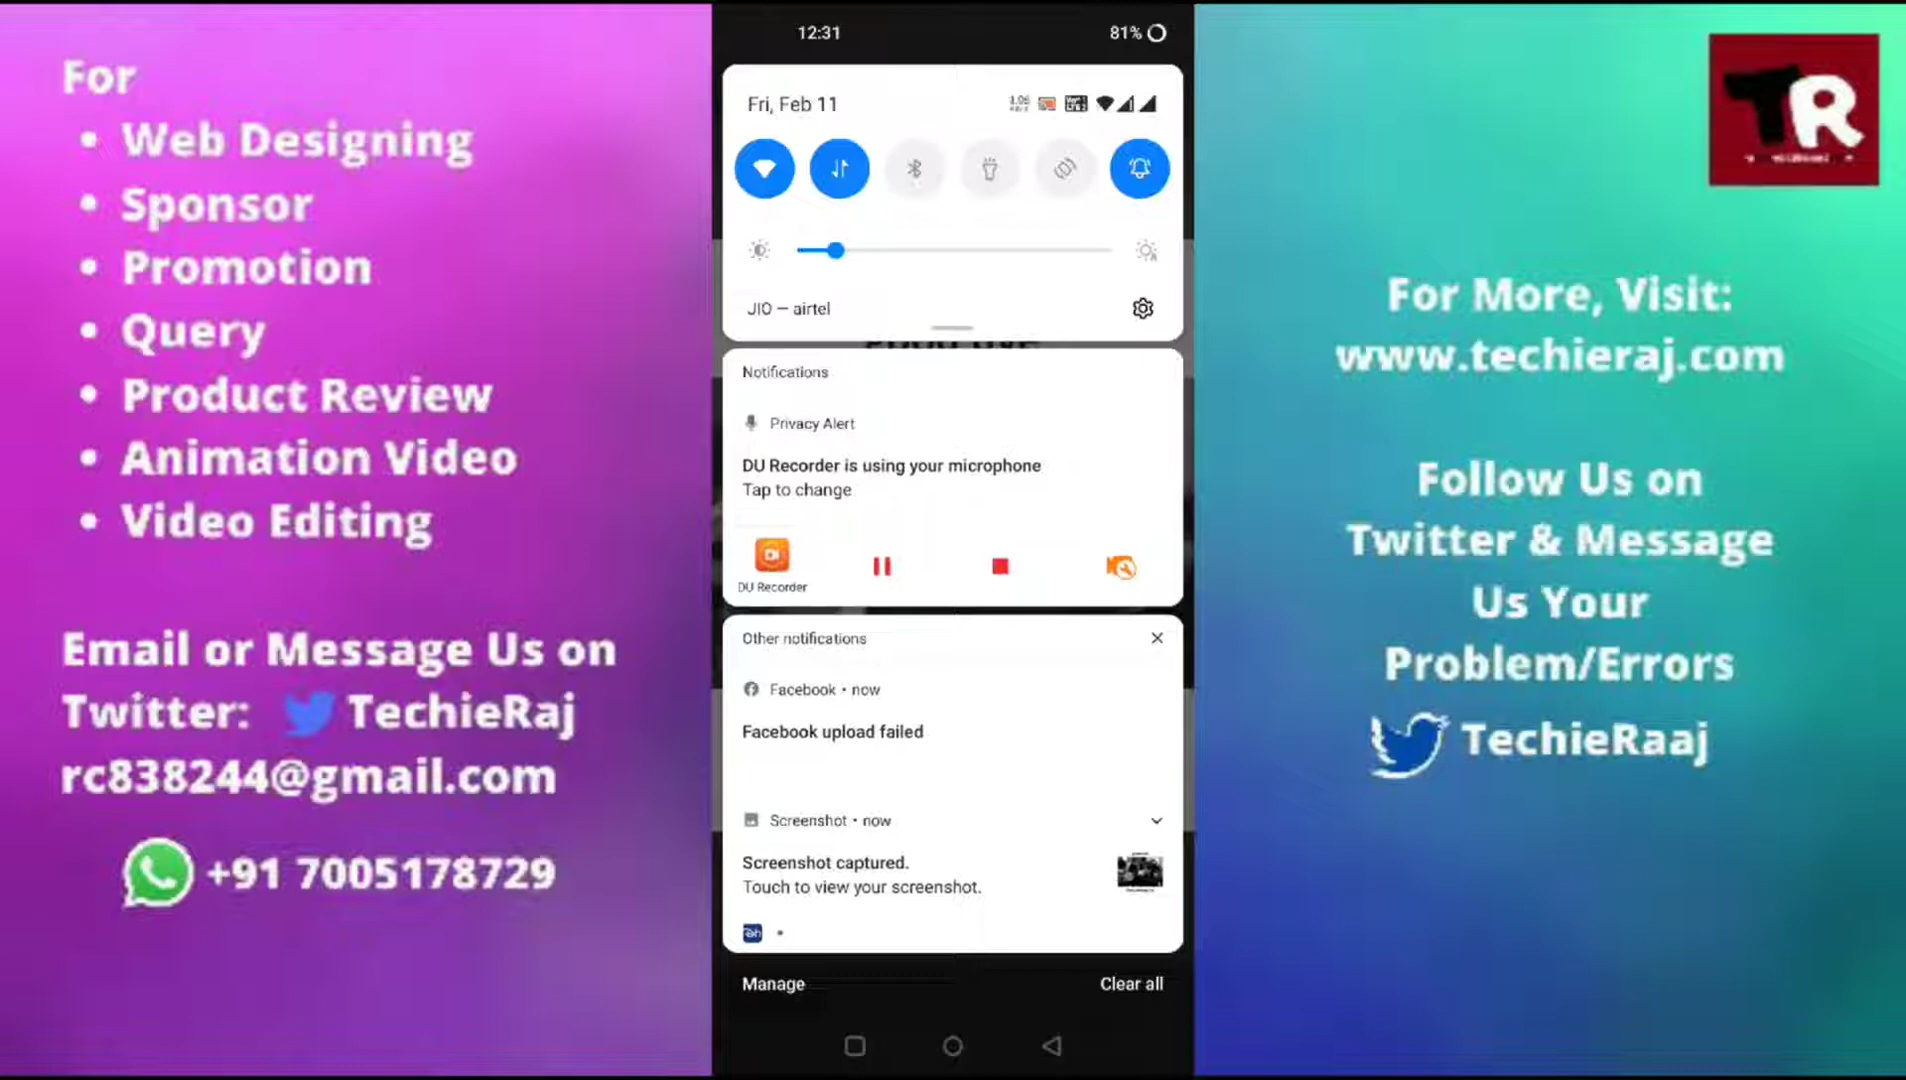 For
• Web Designing
• Sponsor
• Promotion
• Query
• Product Review
• Animation Video
• Video Editing
Email or Message Us on
Twitter: TechieRaj
rc838244@gmail.com
+91 7005178729
12:31
81%
Fri, Feb 11
JIO — airtel
Notifications
Privacy Alert
DU Recorder is using your microphone
Tap to change
DU Recorder
Other notifications
Facebook • now
Facebook upload failed
Screenshot • now
Screenshot captured.
Touch to view your screenshot.
Manage
Clear all
TR
For More, Visit:
www.techieraj.com
Follow Us on
Twitter & Message
Us Your
Problem/Errors
TechieRaaj